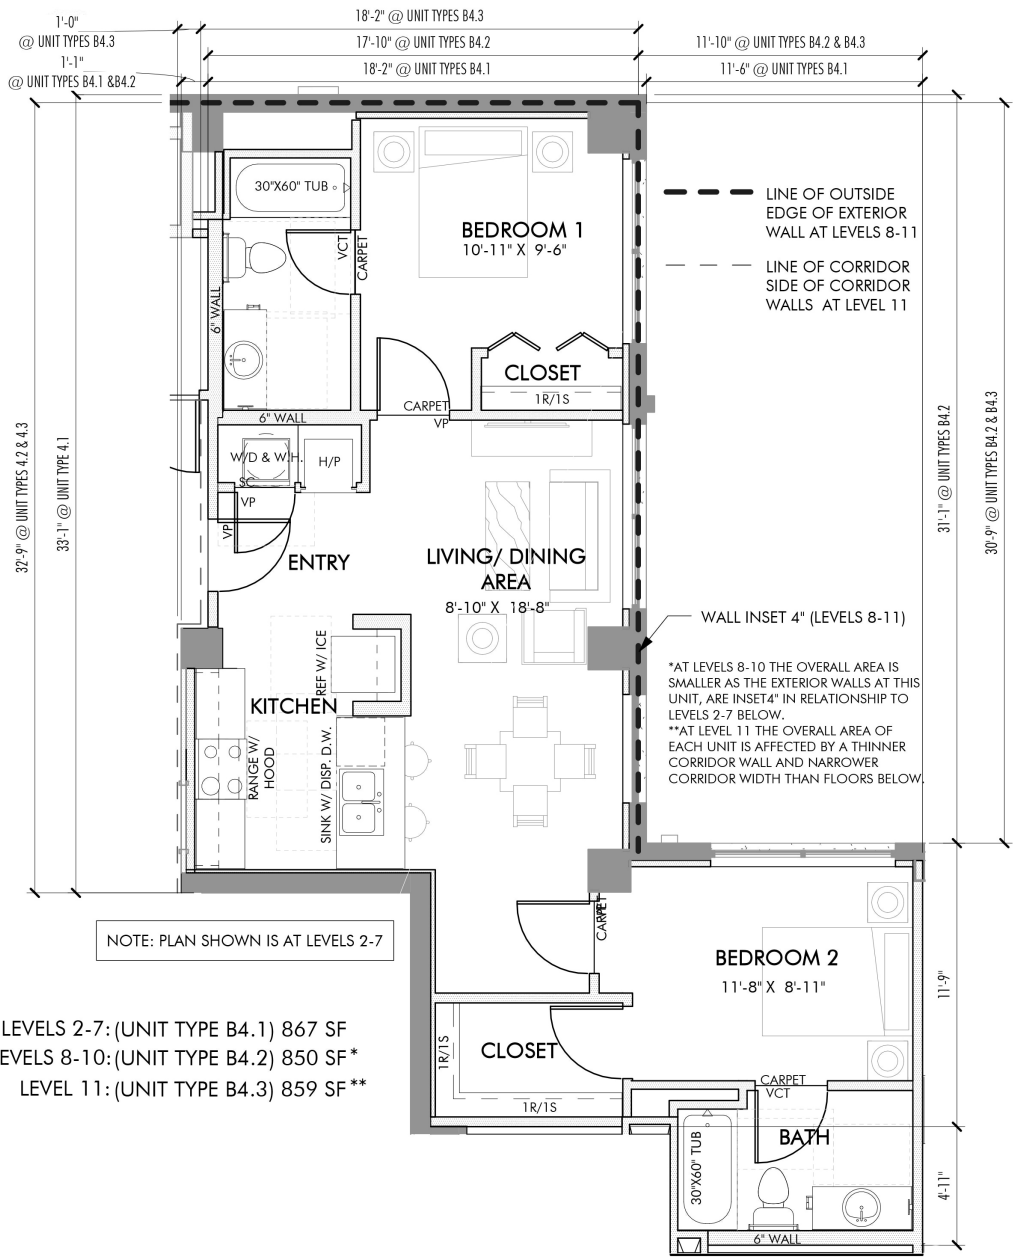 18'-2" @ UNIT TYPES B4.3
1'-0"
@ UNIT TYPES B4.3
17'-10" @ UNIT TYPES B4.2
11'-10" @ UNIT TYPES B4.2 & B4.3
1'-1"
@ UNIT TYPES B4.1 &B4.2
18'-2" @ UNIT TYPES B4.1
11'-6" @ UNIT TYPES B4.1
30"X60" TUB
LINE OF OUTSIDE
EDGE OF EXTERIOR
WALL AT LEVELS 8-11
BEDROOM 1
10'-11" X 9'-6"
VCT
CARPET
LINE OF CORRIDOR
SIDE OF CORRIDOR
WALLS AT LEVEL 11
6" WALL
CLOSET
1R/1S
CARPET
VP
6" WALL
32'-9" @ UNIT TYPES 4.2 & 4.3
33'-1" @ UNIT TYPE 4.1
31'-1" @ UNIT TYPES B4.2
30'-9" @ UNIT TYPES B4.2 & B4.3
W/D & W.H.
H/P
SC
VP
VP
ENTRY
LIVING/ DINING
AREA
8'-10" X 18'-8"
WALL INSET 4" (LEVELS 8-11)
REF W/ ICE
*AT LEVELS 8-10 THE OVERALL AREA IS
SMALLER AS THE EXTERIOR WALLS AT THIS
UNIT, ARE INSET4" IN RELATIONSHIP TO
LEVELS 2-7 BELOW.
**AT LEVEL 11 THE OVERALL AREA OF
EACH UNIT IS AFFECTED BY A THINNER
CORRIDOR WALL AND NARROWER
CORRIDOR WIDTH THAN FLOORS BELOW.
KITCHEN
RANGE W/
HOOD
SINK W/ DISP. D.W.
CARPET
NOTE: PLAN SHOWN IS AT LEVELS 2-7
BEDROOM 2
11'-8" X 8'-11"
11'-9"
LEVELS 2-7: (UNIT TYPE B4.1) 867 SF
EVELS 8-10: (UNIT TYPE B4.2) 850 SF*
LEVEL 11: (UNIT TYPE B4.3) 859 SF**
1R/1S
CLOSET
1R/1S
CARPET
VCT
BATH
30"X60" TUB
4'-11"
6" WALL